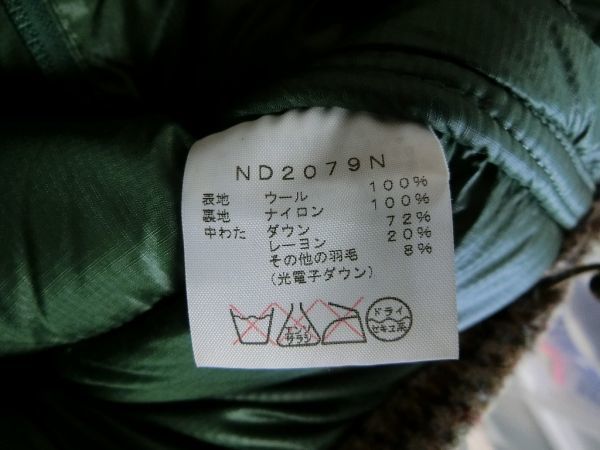 ND2079N
表地 ウール 100%
裏地 ナイロン 100%
中わた ダウン 72%
レーヨン 20%
その他の羽毛 8%
(光電子ダウン)
エンソ
サラシ
ドライ
セキユ系